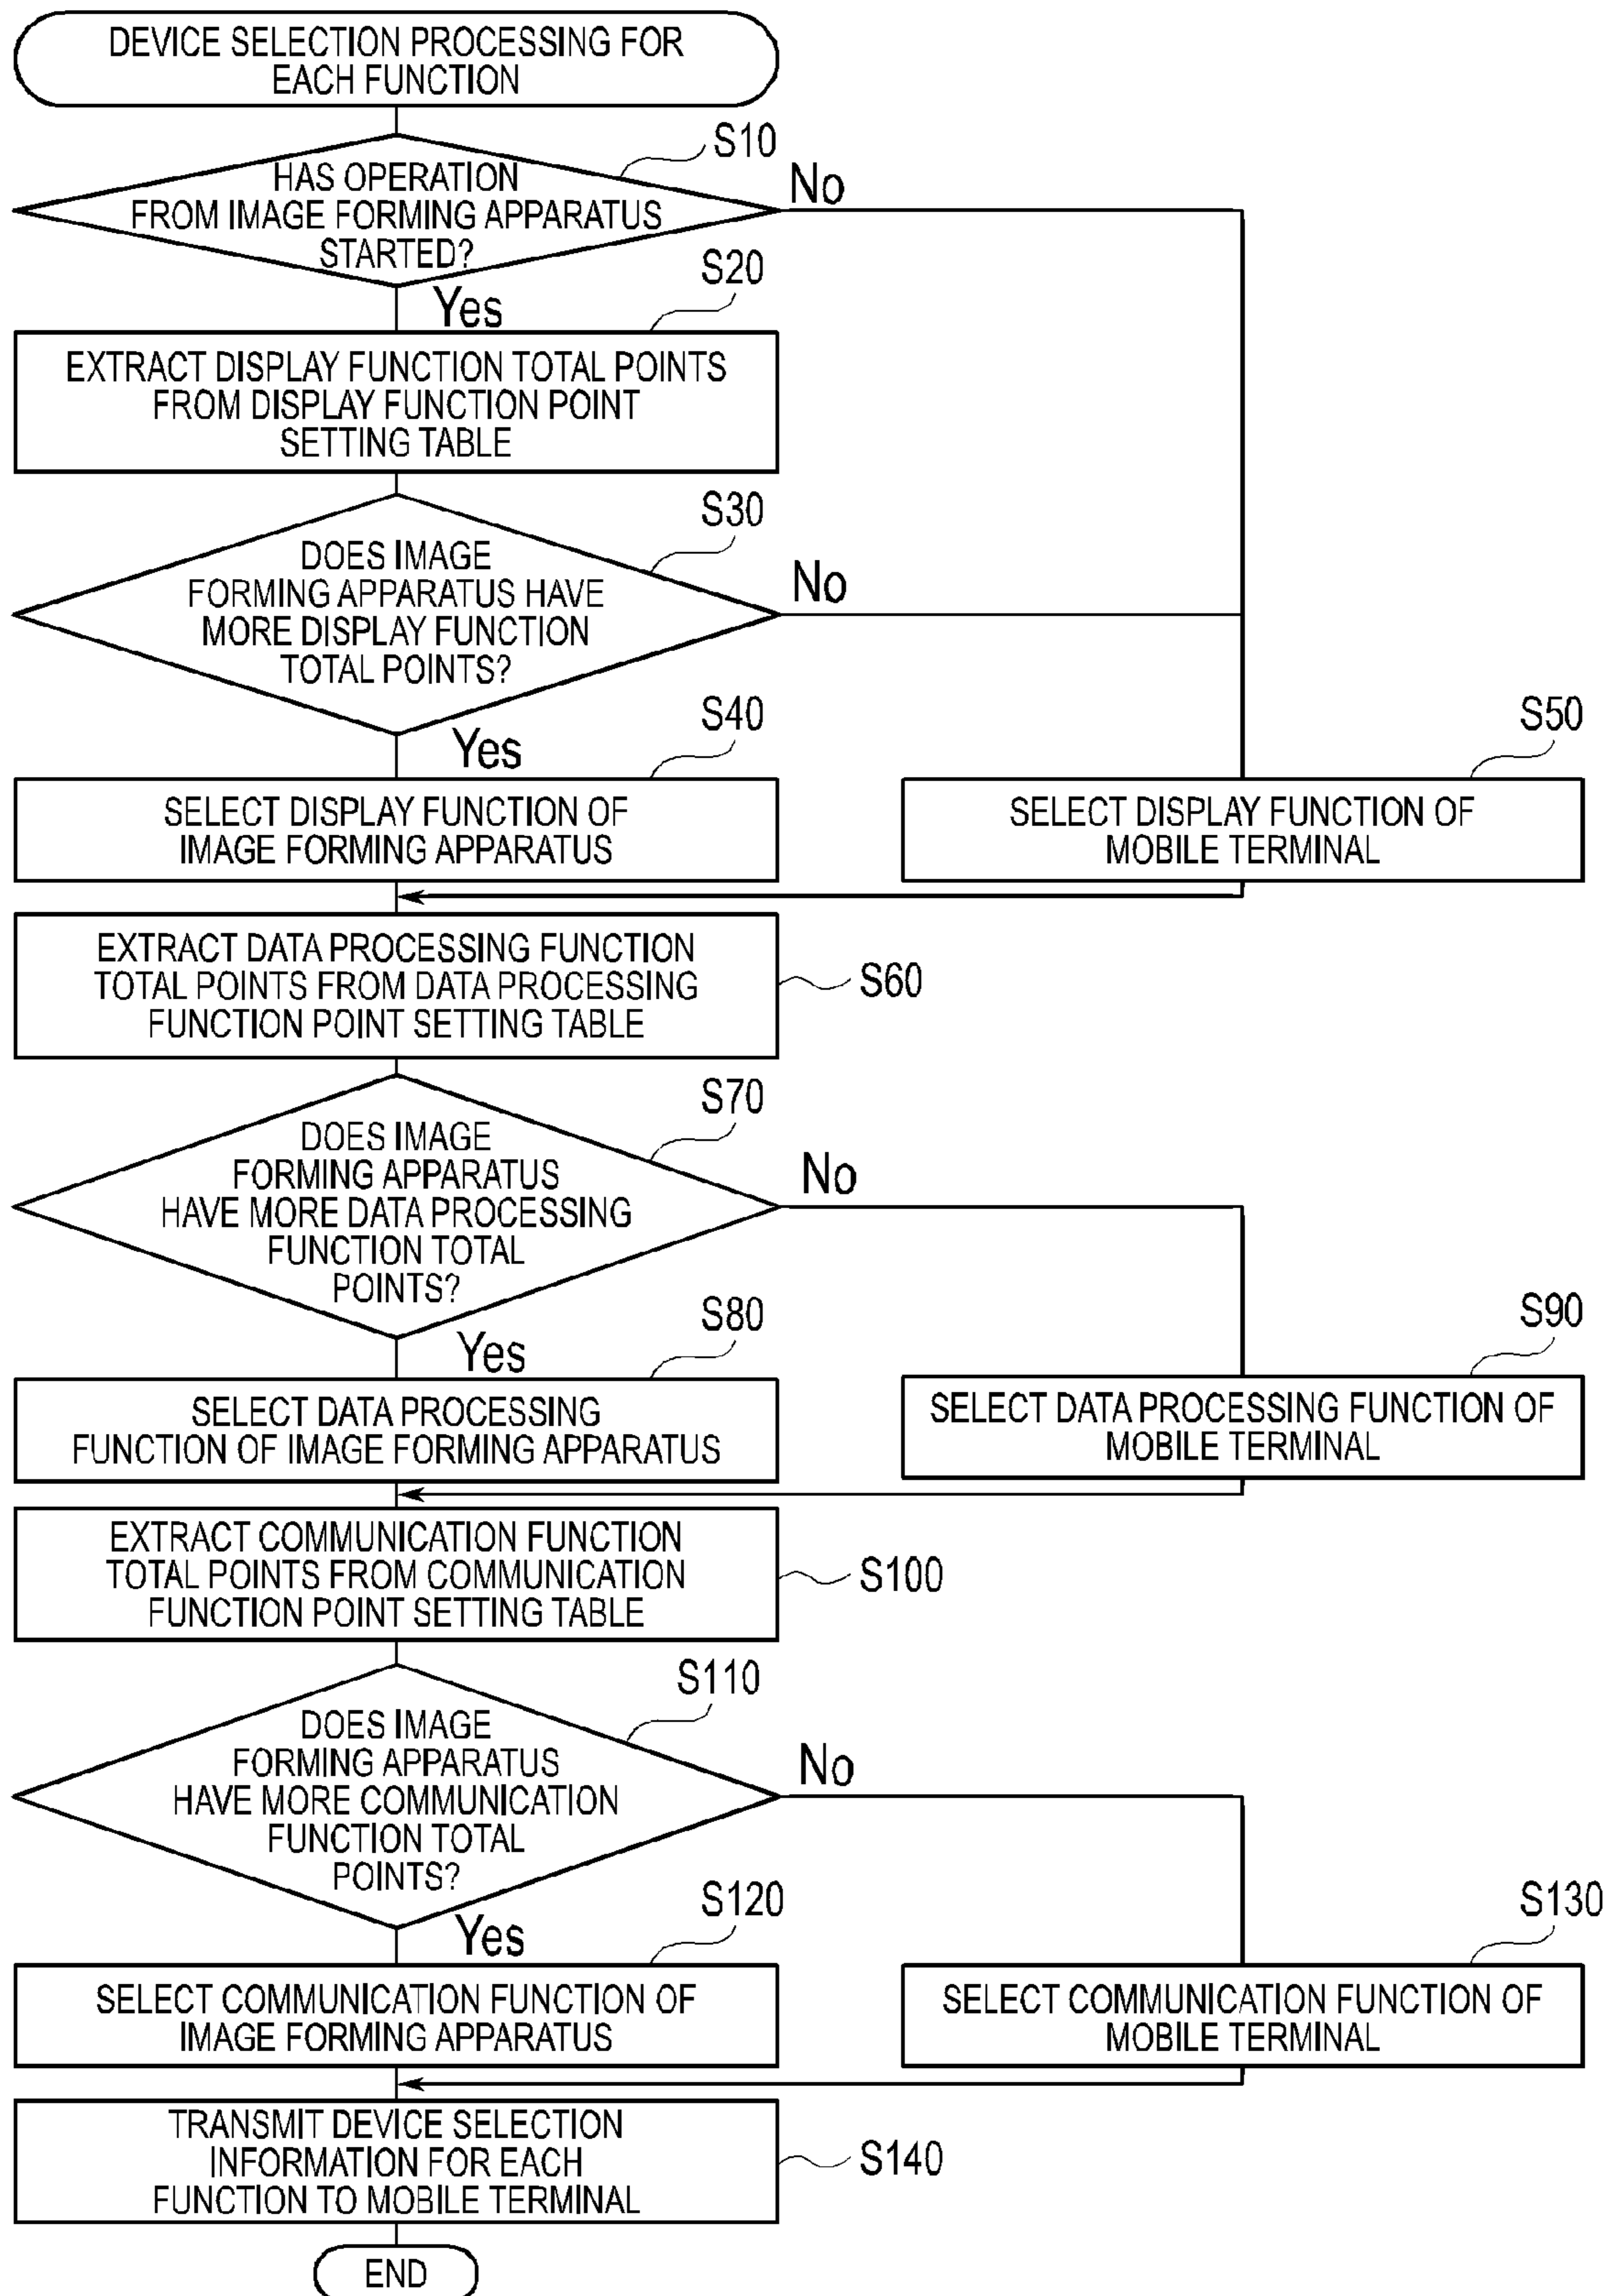 DEVICE SELECTION PROCESSING FOR
EACH FUNCTION
S10
HAS OPERATION
FROM IMAGE FORMING APPARATUS
STARTED?
No
Yes
S20
EXTRACT DISPLAY FUNCTION TOTAL POINTS
FROM DISPLAY FUNCTION POINT
SETTING TABLE
S30
DOES IMAGE
FORMING APPARATUS HAVE
MORE DISPLAY FUNCTION
TOTAL POINTS?
No
Yes
S40
SELECT DISPLAY FUNCTION OF
IMAGE FORMING APPARATUS
S50
SELECT DISPLAY FUNCTION OF
MOBILE TERMINAL
EXTRACT DATA PROCESSING FUNCTION
TOTAL POINTS FROM DATA PROCESSING
FUNCTION POINT SETTING TABLE
S60
S70
DOES IMAGE
FORMING APPARATUS
HAVE MORE DATA PROCESSING
FUNCTION TOTAL
POINTS?
No
Yes
S80
SELECT DATA PROCESSING
FUNCTION OF IMAGE FORMING APPARATUS
S90
SELECT DATA PROCESSING FUNCTION OF
MOBILE TERMINAL
EXTRACT COMMUNICATION FUNCTION
TOTAL POINTS FROM COMMUNICATION
FUNCTION POINT SETTING TABLE
S100
S110
DOES IMAGE
FORMING APPARATUS
HAVE MORE COMMUNICATION
FUNCTION TOTAL
POINTS?
No
Yes
S120
SELECT COMMUNICATION FUNCTION OF
IMAGE FORMING APPARATUS
S130
SELECT COMMUNICATION FUNCTION OF
MOBILE TERMINAL
TRANSMIT DEVICE SELECTION
INFORMATION FOR EACH
FUNCTION TO MOBILE TERMINAL
S140
END